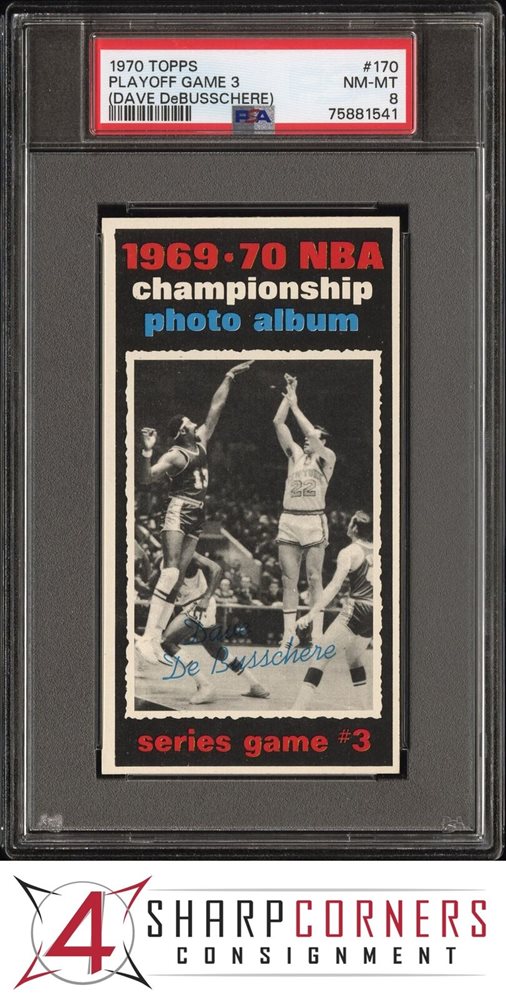 1970 TOPPS #170
PLAYOFF GAME 3 NM-MT
(DAVE DeBUSSCHERE) 8
PSA 75881541
1969·70 NBA
championship
photo album
22
Dave
De Busschere
series game #3
4 SHARPCORNERS
CONSIGNMENT